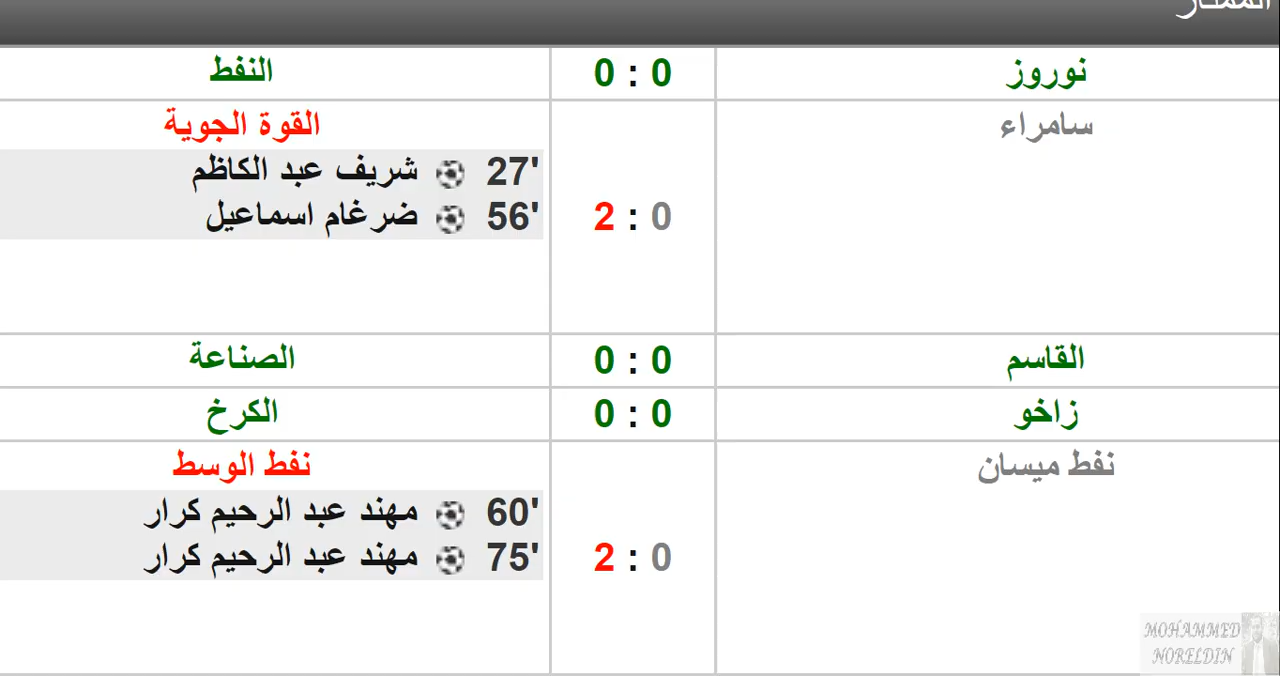 الممتاز
نوروز 0 : 0 النفط
سامراء 0 : 2 القوة الجوية
27' شريف عبد الكاظم
56' ضرغام اسماعيل
القاسم 0 : 0 الصناعة
زاخو 0 : 0 الكرخ
نفط ميسان 0 : 2 نفط الوسط
60' مهند عبد الرحيم كرار
75' مهند عبد الرحيم كرار
MOHAMMED
NORELDIN